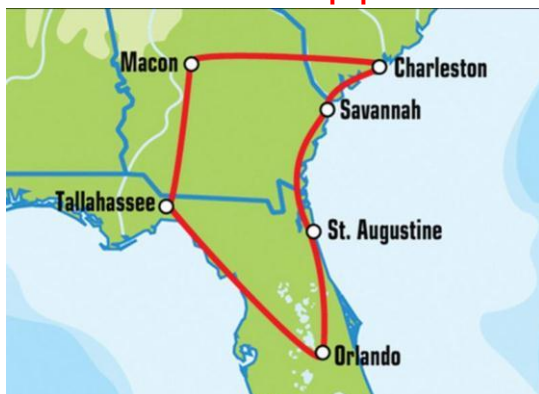 Macon
Charleston
Savannah
Tallahassee
St. Augustine
Orlando